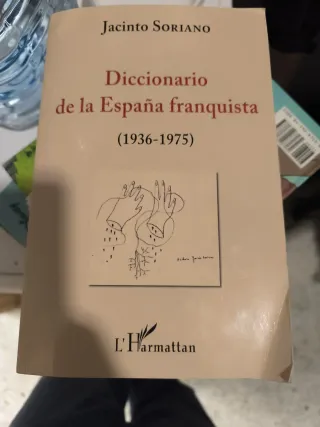 Jacinto SORIANO
Diccionario
de la España franquista
(1936-1975)
L'Harmattan